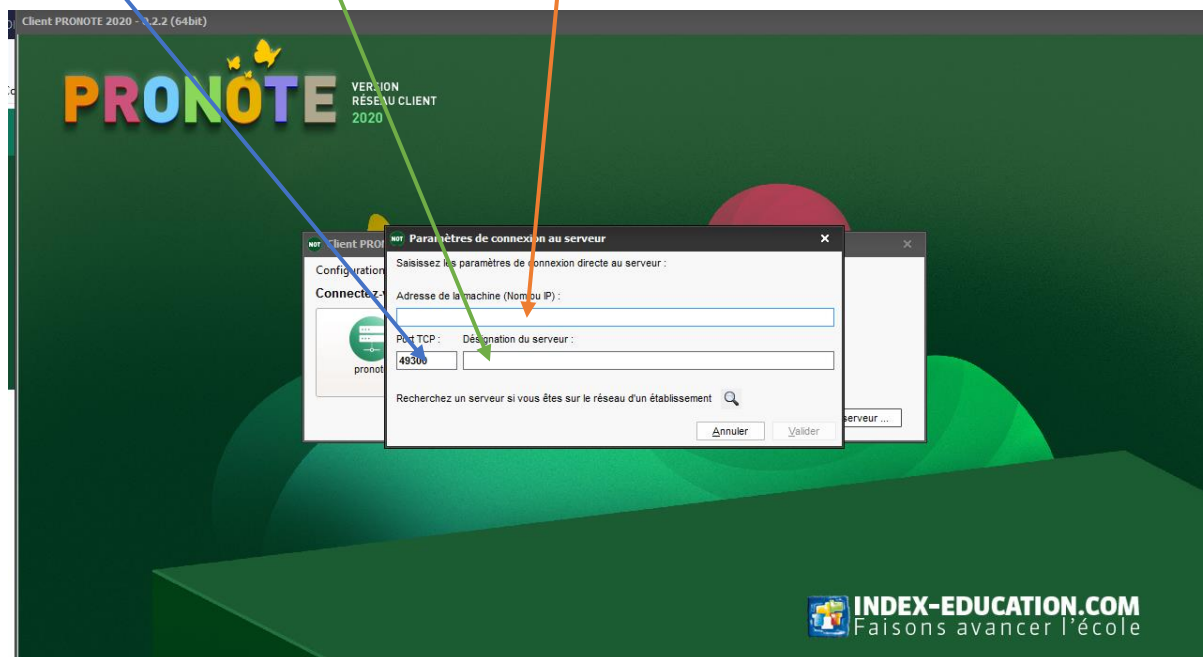 Client PRONOTE 2020 - 0.2.2 (64bit)
PRONOTE
VERSION
RÉSEAU CLIENT
2020
Client PRO
Paramètres de connexion au serveur
Configuration
Saisissez les paramètres de connexion directe au serveur :
Connectez-v
Adresse de la machine (Nom ou IP) :
Port TCP : Désignation du serveur :
49300
pronot
Recherchez un serveur si vous êtes sur le réseau d'un établissement
serveur ...
Annuler Valider
INDEX-EDUCATION.COM
Faisons avancer l'école